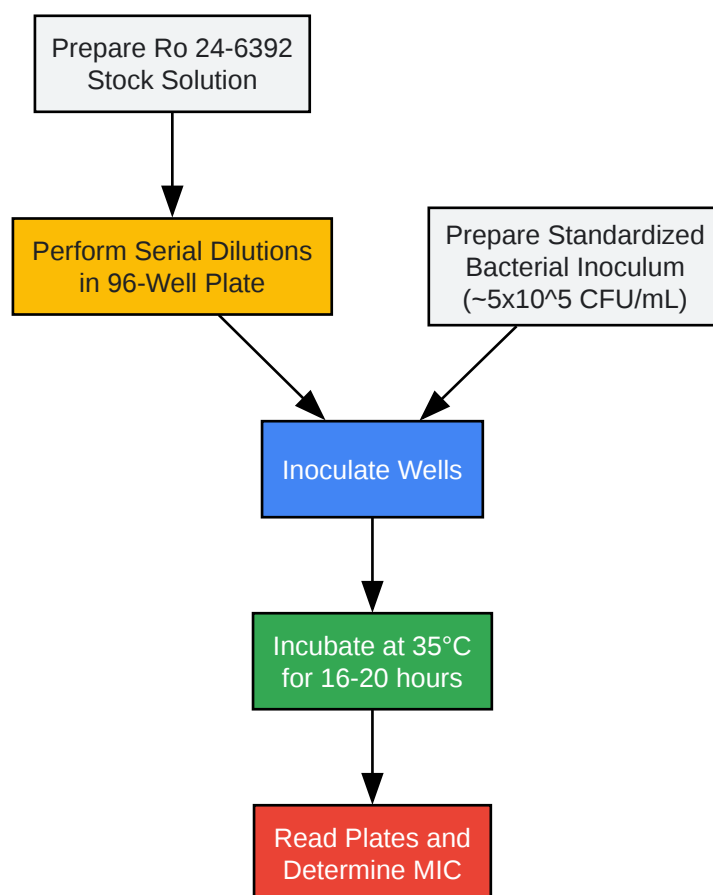 Prepare Ro 24-6392
Stock Solution
Perform Serial Dilutions
in 96-Well Plate
Prepare Standardized
Bacterial Inoculum
(~5x10^5 CFU/mL)
Inoculate Wells
Incubate at 35°C
for 16-20 hours
Read Plates and
Determine MIC